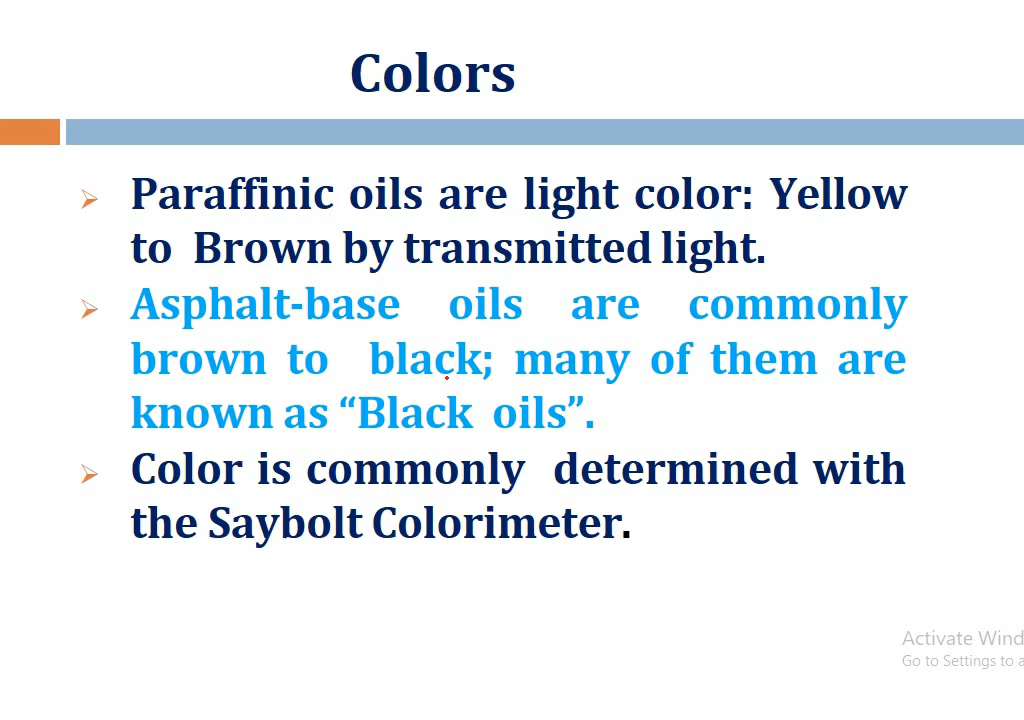 Colors
Paraffinic oils are light color: Yellow
to Brown by transmitted light.
Asphalt-base oils are commonly
brown to black; many of them are
known as “Black oils”.
Color is commonly determined with
the Saybolt Colorimeter.
Activate Wind
Go to Settings to a